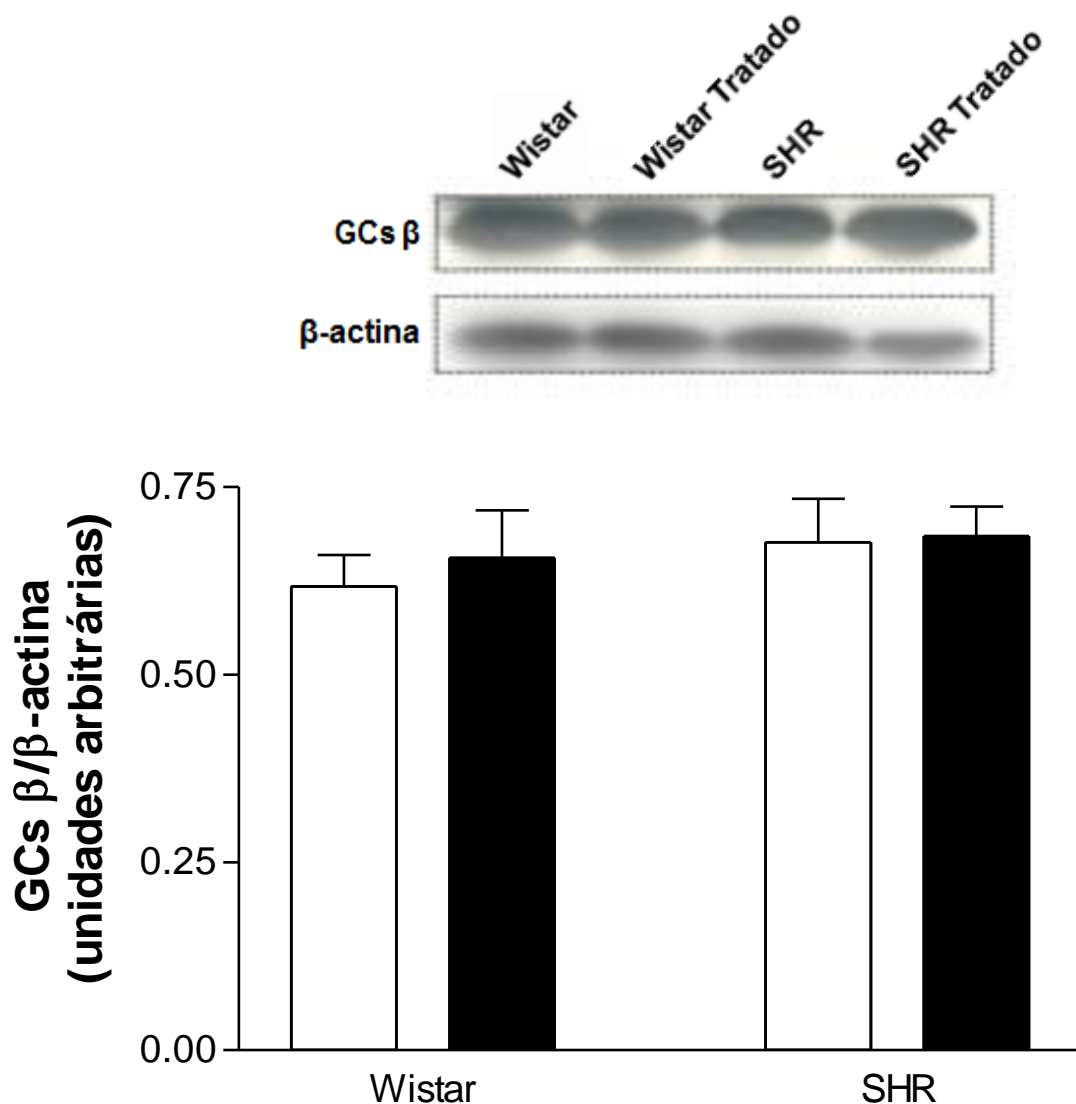 Wistar
Wistar Tratado
SHR
SHR Tratado
GCs β
β-actina
GCs β/β-actina
(unidades arbitrárias)
0.75
0.50
0.25
0.00
Wistar
SHR